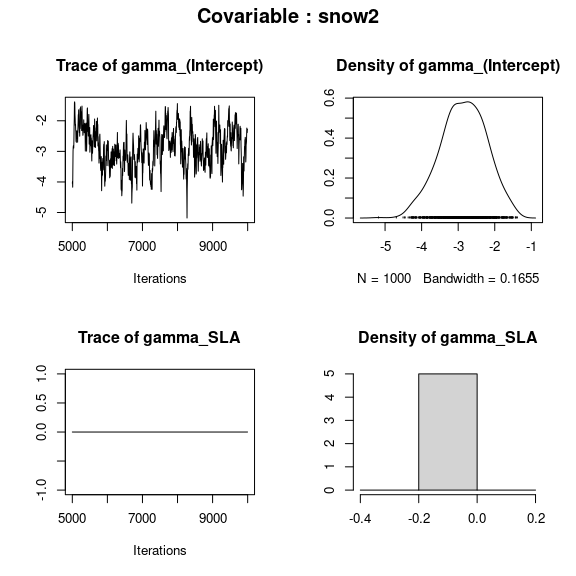 Covariable : snow2
Trace of gamma_(Intercept)
-2
-3
-4
-5
5000 7000 9000
Iterations
Density of gamma_(Intercept)
0.6
0.4
0.2
0.0
-5 -4 -3 -2 -1
N = 1000 Bandwidth = 0.1655
Trace of gamma_SLA
1.0
0.5
0.0
-1.0
5000 7000 9000
Iterations
Density of gamma_SLA
5
4
3
2
1
0
-0.4 -0.2 0.0 0.2